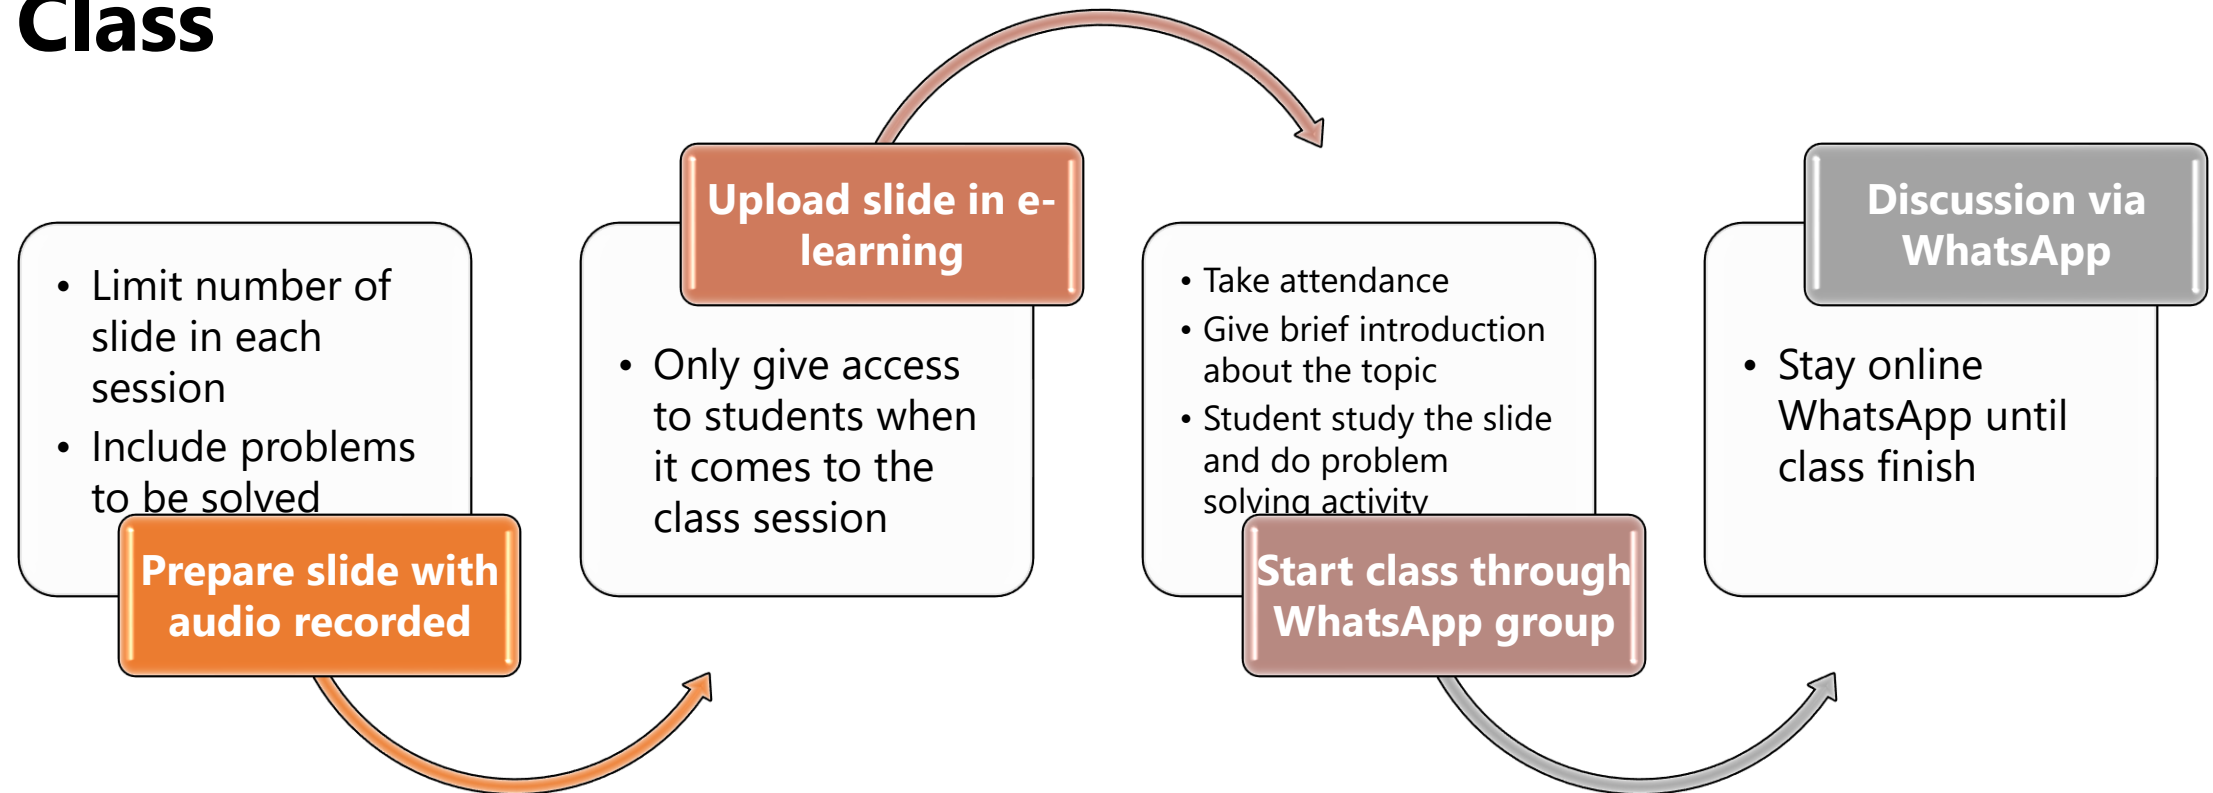 Class
• Limit number of
slide in each
session
• Include problems
to be solved
Prepare slide with
audio recorded
Upload slide in e-
learning
• Only give access
to students when
it comes to the
class session
• Take attendance
• Give brief introduction
about the topic
• Student study the slide
and do problem
solving activity
Start class through
WhatsApp group
Discussion via
WhatsApp
• Stay online
WhatsApp until
class finish